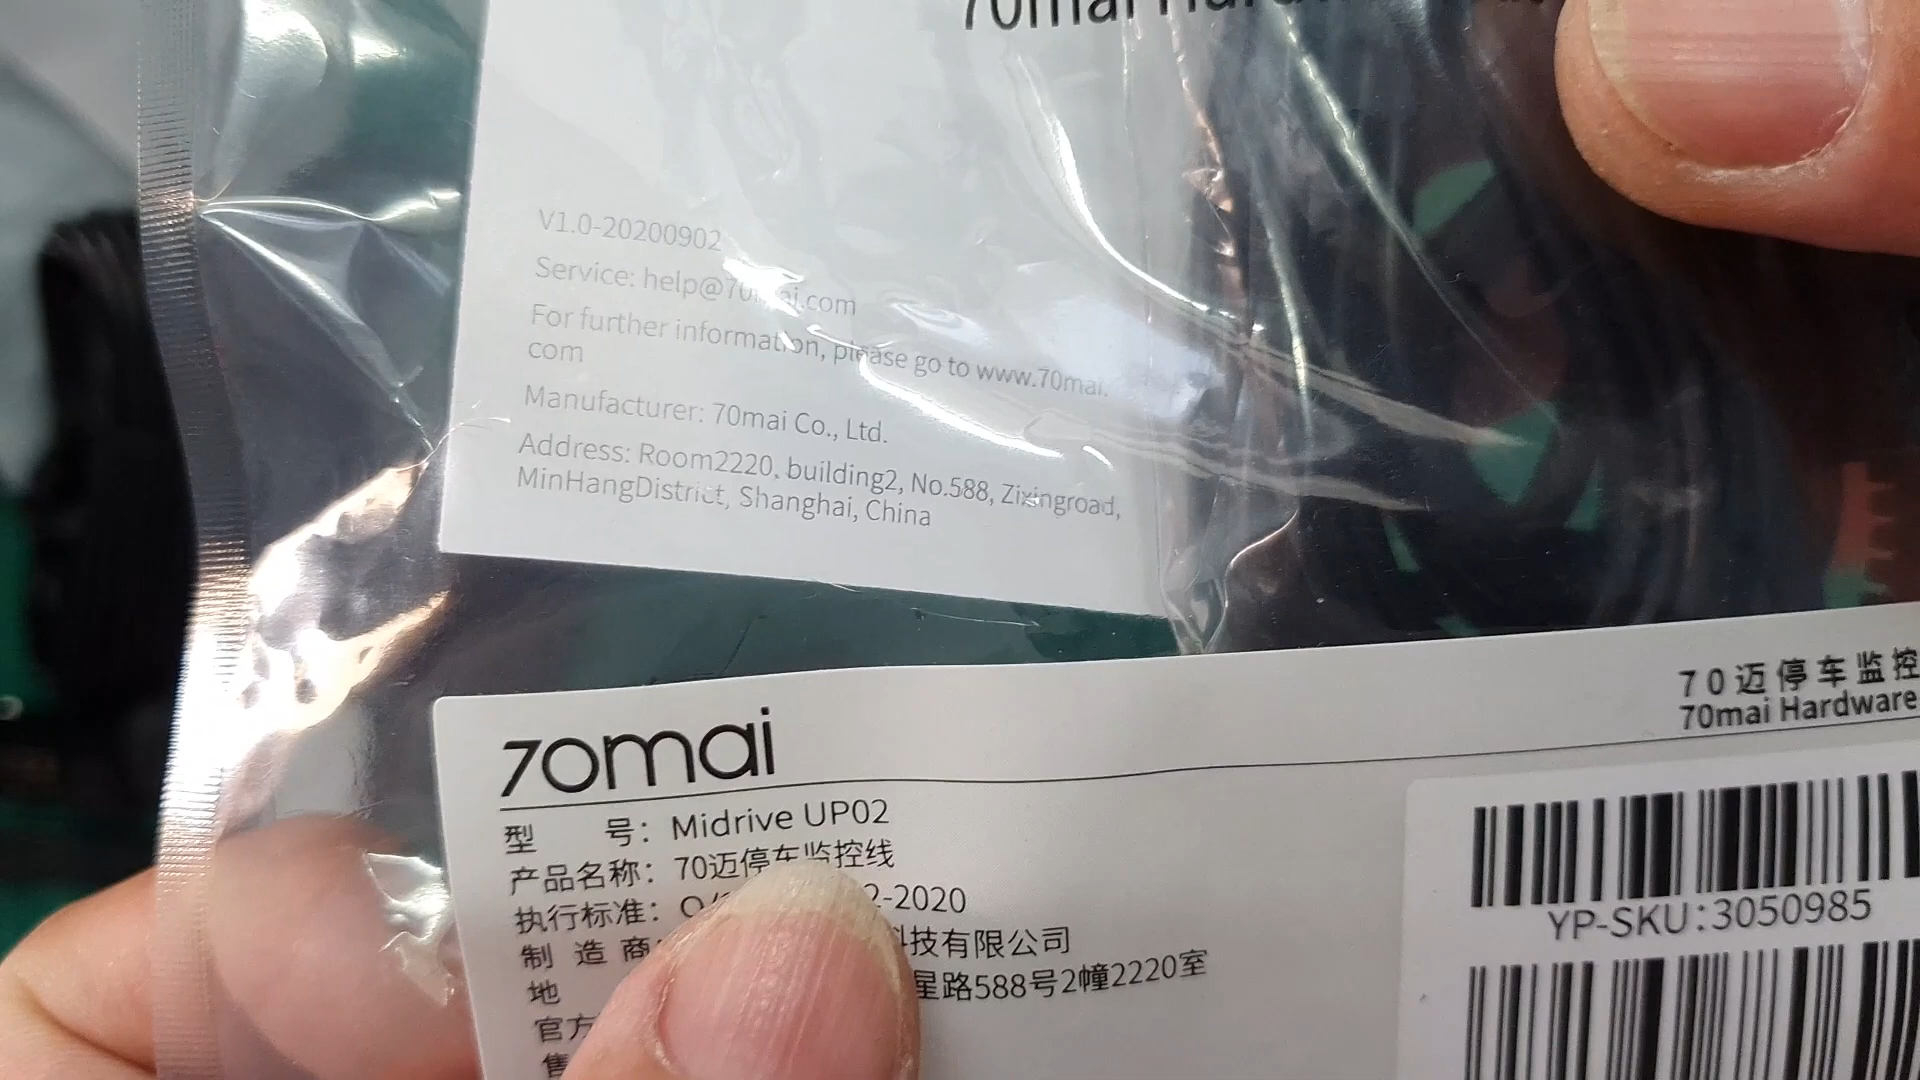 70mai
V1.0-20200902
Service: help@70mai.com
For further information, please go to www.70mai.
com
Manufacturer: 70mai Co., Ltd.
Address: Room2220, building2, No.588, Zixingroad,
MinHangDistrict, Shanghai, China
70迈停车监控
70mai Hardware
70mai
型 号：Midrive UP02
产品名称：70迈停车监控线
执行标准：Q/ 2-2020
制造商 科技有限公司
地 星路588号2幢2220室
官方
售
YP-SKU:3050985